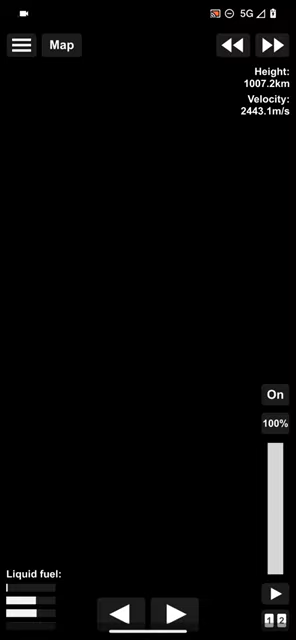 5G
Map
Height:
1007.2km
Velocity:
2443.1m/s
On
100%
Liquid fuel:
1 2